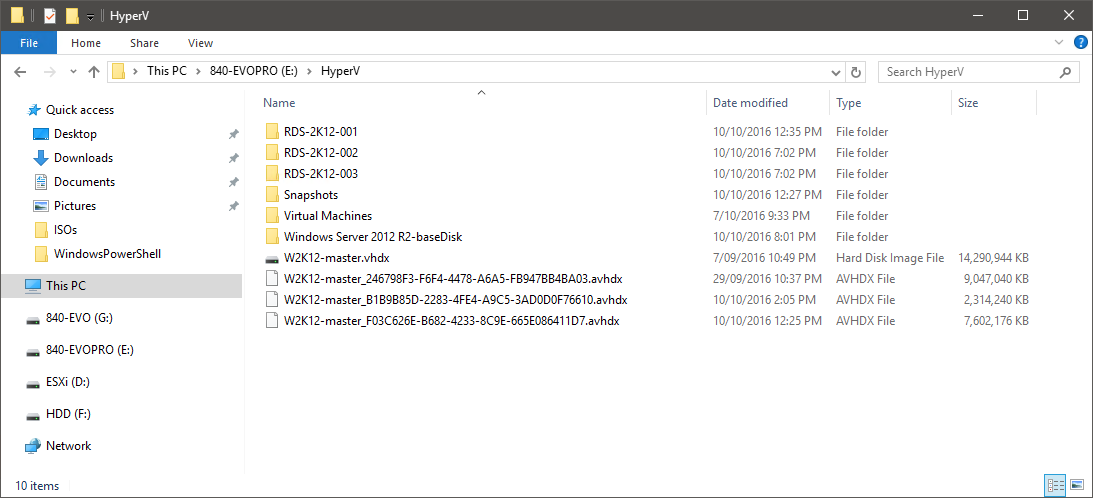 HyperV
File Home Share View
This PC 840-EVOPRO (E:) HyperV
Search HyperV
Quick access
Desktop
Downloads
Documents
Pictures
ISOs
WindowsPowerShell
This PC
840-EVO (G:)
840-EVOPRO (E:)
ESXi (D:)
HDD (F:)
Network
Name Date modified Type Size
RDS-2K12-001 10/10/2016 12:35 PM File folder
RDS-2K12-002 10/10/2016 7:02 PM File folder
RDS-2K12-003 10/10/2016 7:02 PM File folder
Snapshots 10/10/2016 12:27 PM File folder
Virtual Machines 7/10/2016 9:33 PM File folder
Windows Server 2012 R2-baseDisk 10/10/2016 8:01 PM File folder
W2K12-master.vhdx 7/09/2016 10:49 PM Hard Disk Image File 14,290,944 KB
W2K12-master_246798F3-F6F4-4478-A6A5-FB947BB4BA03.avhdx 29/09/2016 10:37 PM AVHDX File 9,047,040 KB
W2K12-master_B1B9B85D-2283-4FE4-A9C5-3AD0D0F76610.avhdx 10/10/2016 2:05 PM AVHDX File 2,314,240 KB
W2K12-master_F03C626E-B682-4233-8C9E-665E086411D7.avhdx 10/10/2016 12:25 PM AVHDX File 7,602,176 KB
10 items